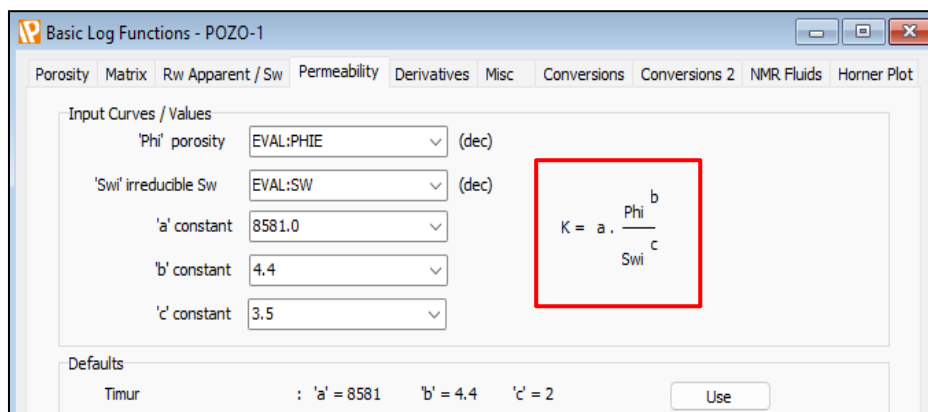 Basic Log Functions - POZO-1
Porosity Matrix Rw Apparent / Sw Permeability Derivatives Misc Conversions Conversions 2 NMR Fluids Horner Plot
Input Curves / Values
'Phi' porosity EVAL:PHIE (dec)
'Swi' irreducible Sw EVAL:SW (dec)
'a' constant 8581.0
'b' constant 4.4
'c' constant 3.5
K = a . Phi b
Swi c
Defaults
Timur : 'a' = 8581 'b' = 4.4 'c' = 2 Use